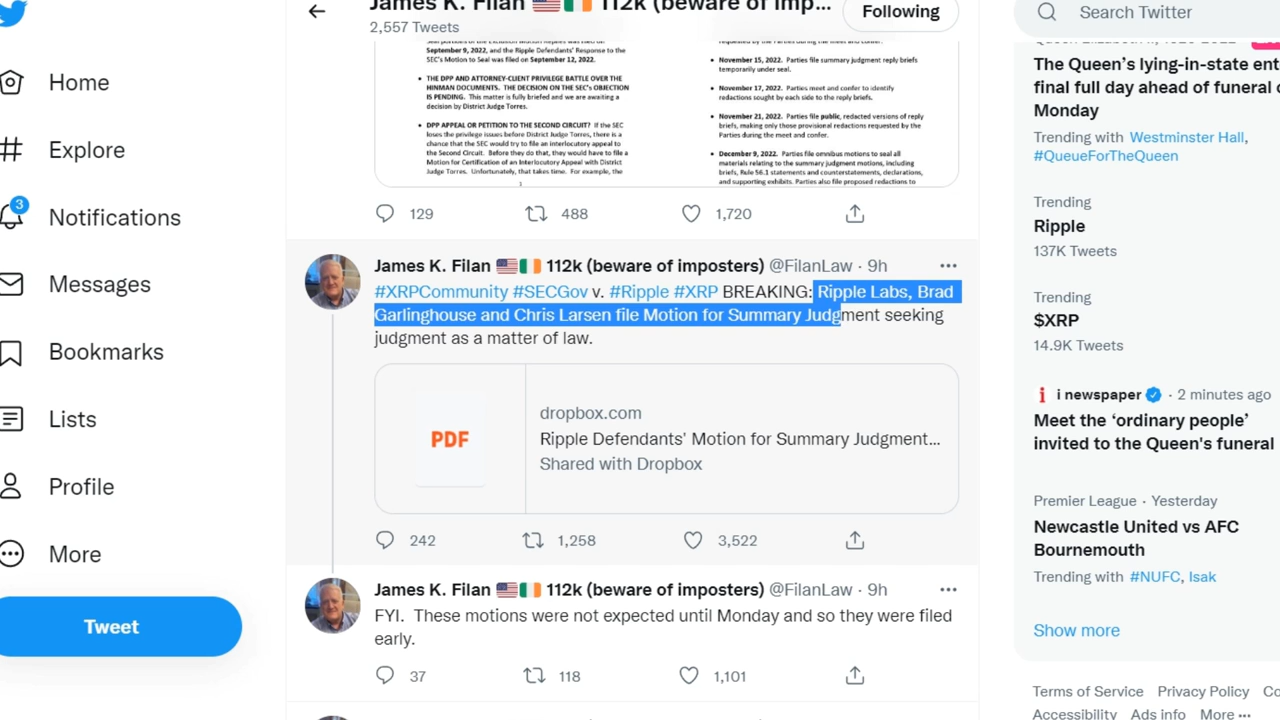 James K. Filan 🇺🇸🇮🇪 112k (beware of imp...
2,557 Tweets
Following
Search Twitter
Home
Explore
3
Notifications
Messages
Bookmarks
Lists
Profile
More
Tweet
September 9, 2022, and the Ripple Defendants' Response to the
SEC's Motion to Seal was filed on September 12, 2022.
• THE DPP AND ATTORNEY-CLIENT PRIVILEGE BATTLE OVER THE
HINMAN DOCUMENTS. THE DECISION ON THE SEC's OBJECTION
IS PENDING. This matter is fully briefed and we are awaiting a
decision by District Judge Torres.
• DPP APPEAL OR PETITION TO THE SECOND CIRCUIT? If the SEC
loses the privilege issues before District Judge Torres, there is a
chance that the SEC would try to file an interlocutory appeal to
the Second Circuit. Before they do that, they would have to file a
Motion for Certification of an Interlocutory Appeal with District
Judge Torres. Unfortunately, that takes time. For example, the
requested by the Parties during the meet and confer.
• November 15, 2022. Parties file summary judgment reply briefs
temporarily under seal.
• November 17, 2022. Parties meet and confer to identify
redactions sought by each side to the reply briefs.
• November 21, 2022. Parties file public, redacted versions of reply
briefs, making only those provisional redactions requested by the
Parties during the meet and confer.
• December 9, 2022. Parties file omnibus motions to seal all
materials relating to the summary judgment motions, including
briefs, Rule 56.1 statements and counterstatements, declarations,
and supporting exhibits. Parties also file proposed redactions to
129 488 1,720
James K. Filan 🇺🇸🇮🇪 112k (beware of imposters) @FilanLaw · 9h
#XRPCommunity #SECGov v. #Ripple #XRP BREAKING: Ripple Labs, Brad
Garlinghouse and Chris Larsen file Motion for Summary Judgment seeking
judgment as a matter of law.
PDF
dropbox.com
Ripple Defendants' Motion for Summary Judgment...
Shared with Dropbox
242 1,258 3,522
James K. Filan 🇺🇸🇮🇪 112k (beware of imposters) @FilanLaw · 9h
FYI. These motions were not expected until Monday and so they were filed
early.
37 118 1,101
The Queen's lying-in-state ent
final full day ahead of funeral
Monday
Trending with Westminster Hall,
#QueueForTheQueen
Trending
Ripple
137K Tweets
Trending
$XRP
14.9K Tweets
i newspaper · 2 minutes ago
Meet the ‘ordinary people’
invited to the Queen's funeral
Premier League · Yesterday
Newcastle United vs AFC
Bournemouth
Trending with #NUFC, Isak
Show more
Terms of Service Privacy Policy Co
Accessibility Ads info More ···